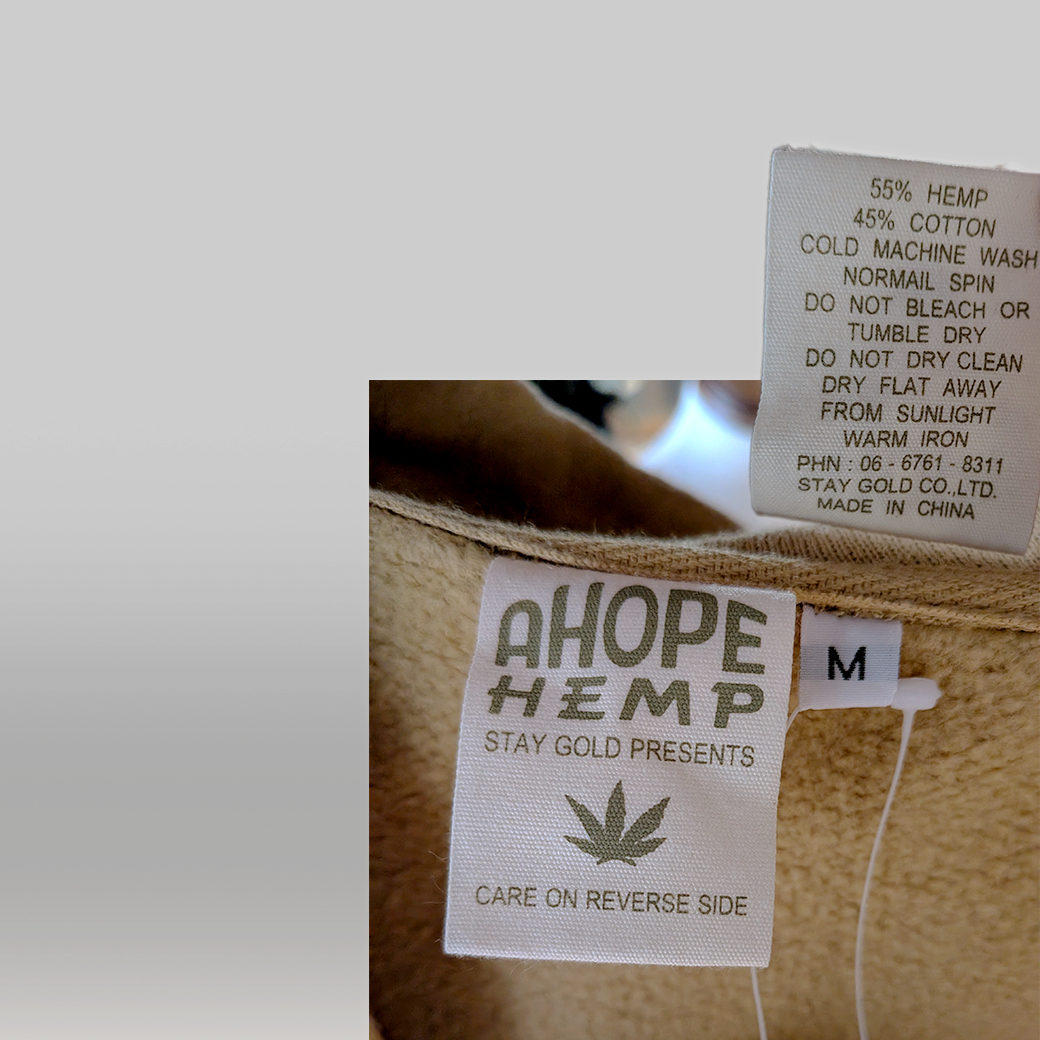 55% HEMP
45% COTTON
COLD MACHINE WASH
NORMAIL SPIN
DO NOT BLEACH OR
TUMBLE DRY
DO NOT DRY CLEAN
DRY FLAT AWAY
FROM SUNLIGHT
WARM IRON
PHN : 06 - 6761 - 8311
STAY GOLD CO.,LTD.
MADE IN CHINA
AHOPE
HEMP
STAY GOLD PRESENTS
CARE ON REVERSE SIDE
M